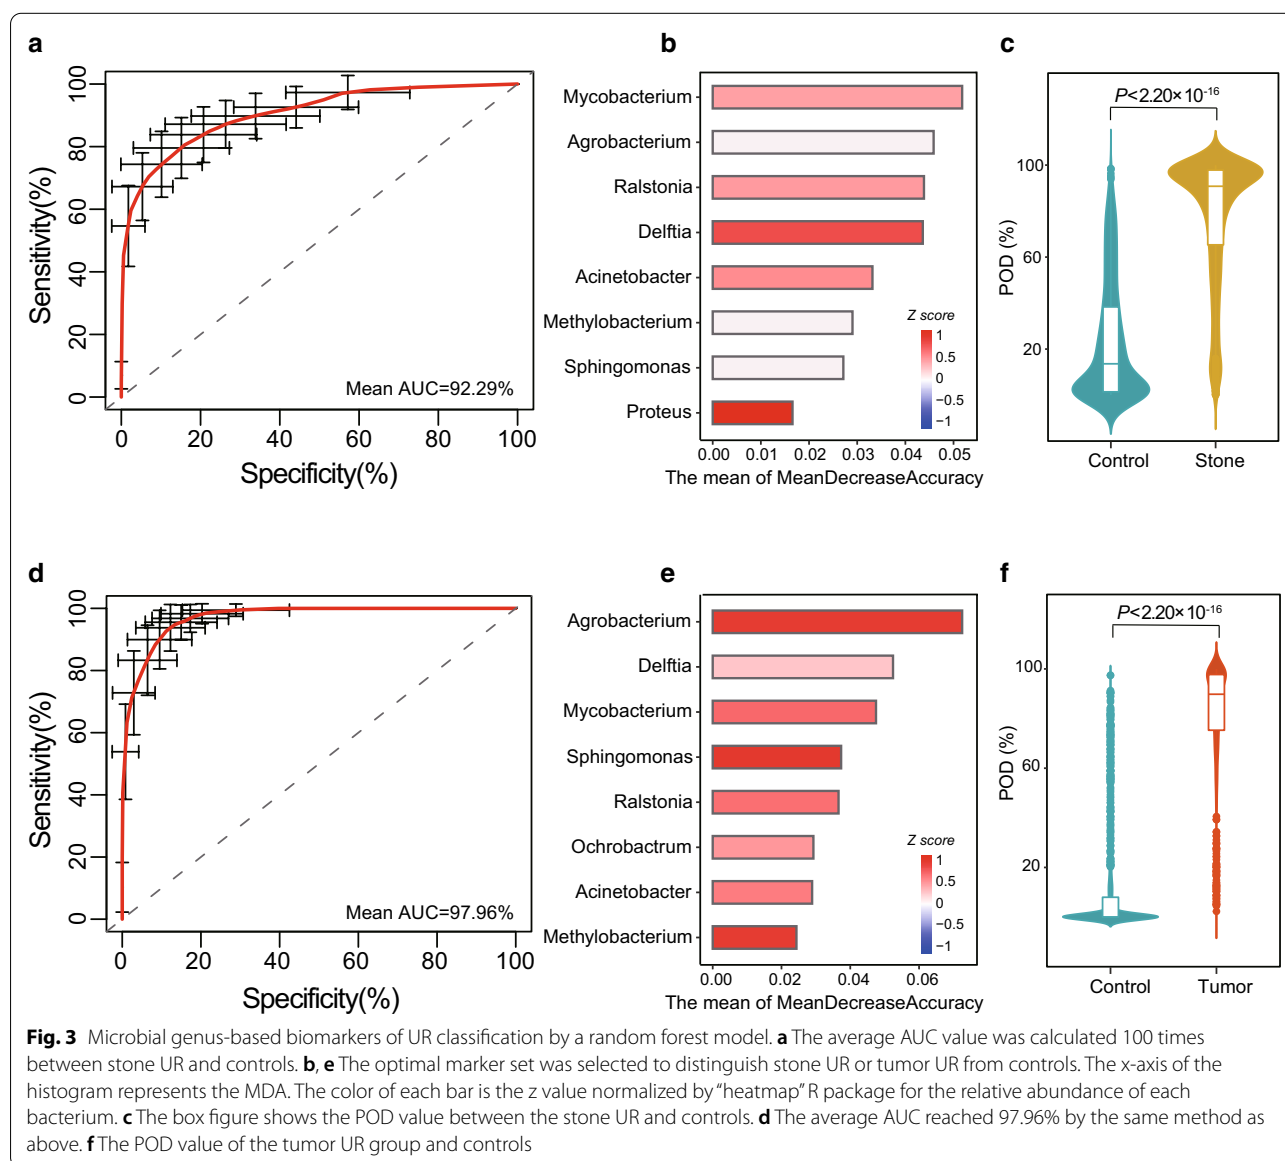 a
100
80
60
40
20
0
Sensitivity(%)
Mean AUC=92.29%
0 20 40 60 80 100
Specificity(%)
b
Mycobacterium
Agrobacterium
Ralstonia
Delftia
Acinetobacter
Methylobacterium
Sphingomonas
Proteus
Z score
1
0.5
0
−0.5
−1
0.00 0.01 0.02 0.03 0.04 0.05
The mean of MeanDecreaseAccuracy
c
P<2.20×10-16
100
60
20
POD (%)
Control Stone
d
100
80
60
40
20
0
Sensitivity(%)
Mean AUC=97.96%
0 20 40 60 80 100
Specificity(%)
e
Agrobacterium
Delftia
Mycobacterium
Sphingomonas
Ralstonia
Ochrobactrum
Acinetobacter
Methylobacterium
Z score
1
0.5
0
−0.5
−1
0.00 0.02 0.04 0.06
The mean of MeanDecreaseAccuracy
f
P<2.20×10-16
100
60
20
POD (%)
Control Tumor
Fig. 3 Microbial genus-based biomarkers of UR classification by a random forest model. a The average AUC value was calculated 100 times
between stone UR and controls. b, e The optimal marker set was selected to distinguish stone UR or tumor UR from controls. The x-axis of the
histogram represents the MDA. The color of each bar is the z value normalized by “heatmap” R package for the relative abundance of each
bacterium. c The box figure shows the POD value between the stone UR and controls. d The average AUC reached 97.96% by the same method as
above. f The POD value of the tumor UR group and controls